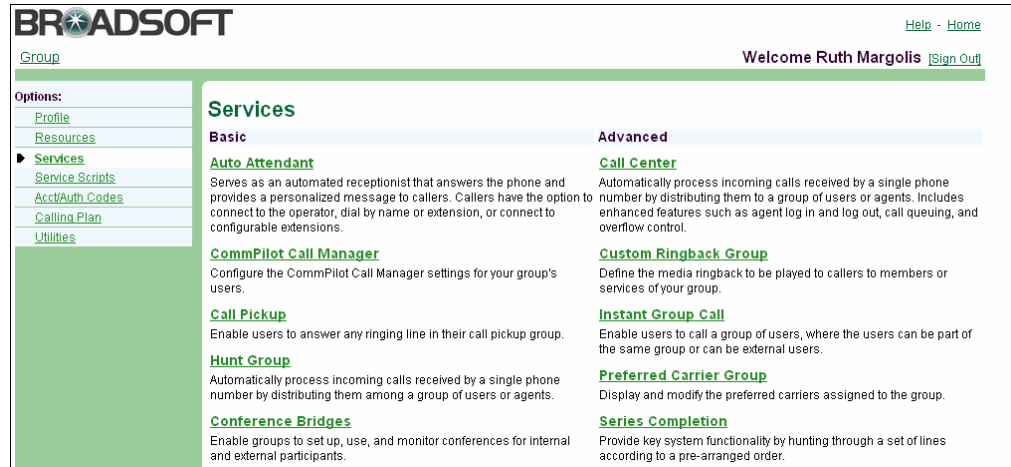 BROADSOFT
Help - Home
Group
Welcome Ruth Margolis [Sign Out]
Options:
Profile
Resources
Services
Service Scripts
Acct/Auth Codes
Calling Plan
Utilities
Services
Basic
Auto Attendant
Serves as an automated receptionist that answers the phone and
provides a personalized message to callers. Callers have the option to
connect to the operator, dial by name or extension, or connect to
configurable extensions.
CommPilot Call Manager
Configure the CommPilot Call Manager settings for your group's
users.
Call Pickup
Enable users to answer any ringing line in their call pickup group.
Hunt Group
Automatically process incoming calls received by a single phone
number by distributing them among a group of users or agents.
Conference Bridges
Enable groups to set up, use, and monitor conferences for internal
and external participants.
Advanced
Call Center
Automatically process incoming calls received by a single phone
number by distributing them to a group of users or agents. Includes
enhanced features such as agent log in and log out, call queuing, and
overflow control.
Custom Ringback Group
Define the media ringback to be played to callers to members or
services of your group.
Instant Group Call
Enable users to call a group of users, where the users can be part of
the same group or can be external users.
Preferred Carrier Group
Display and modify the preferred carriers assigned to the group.
Series Completion
Provide key system functionality by hunting through a set of lines
according to a pre-arranged order.